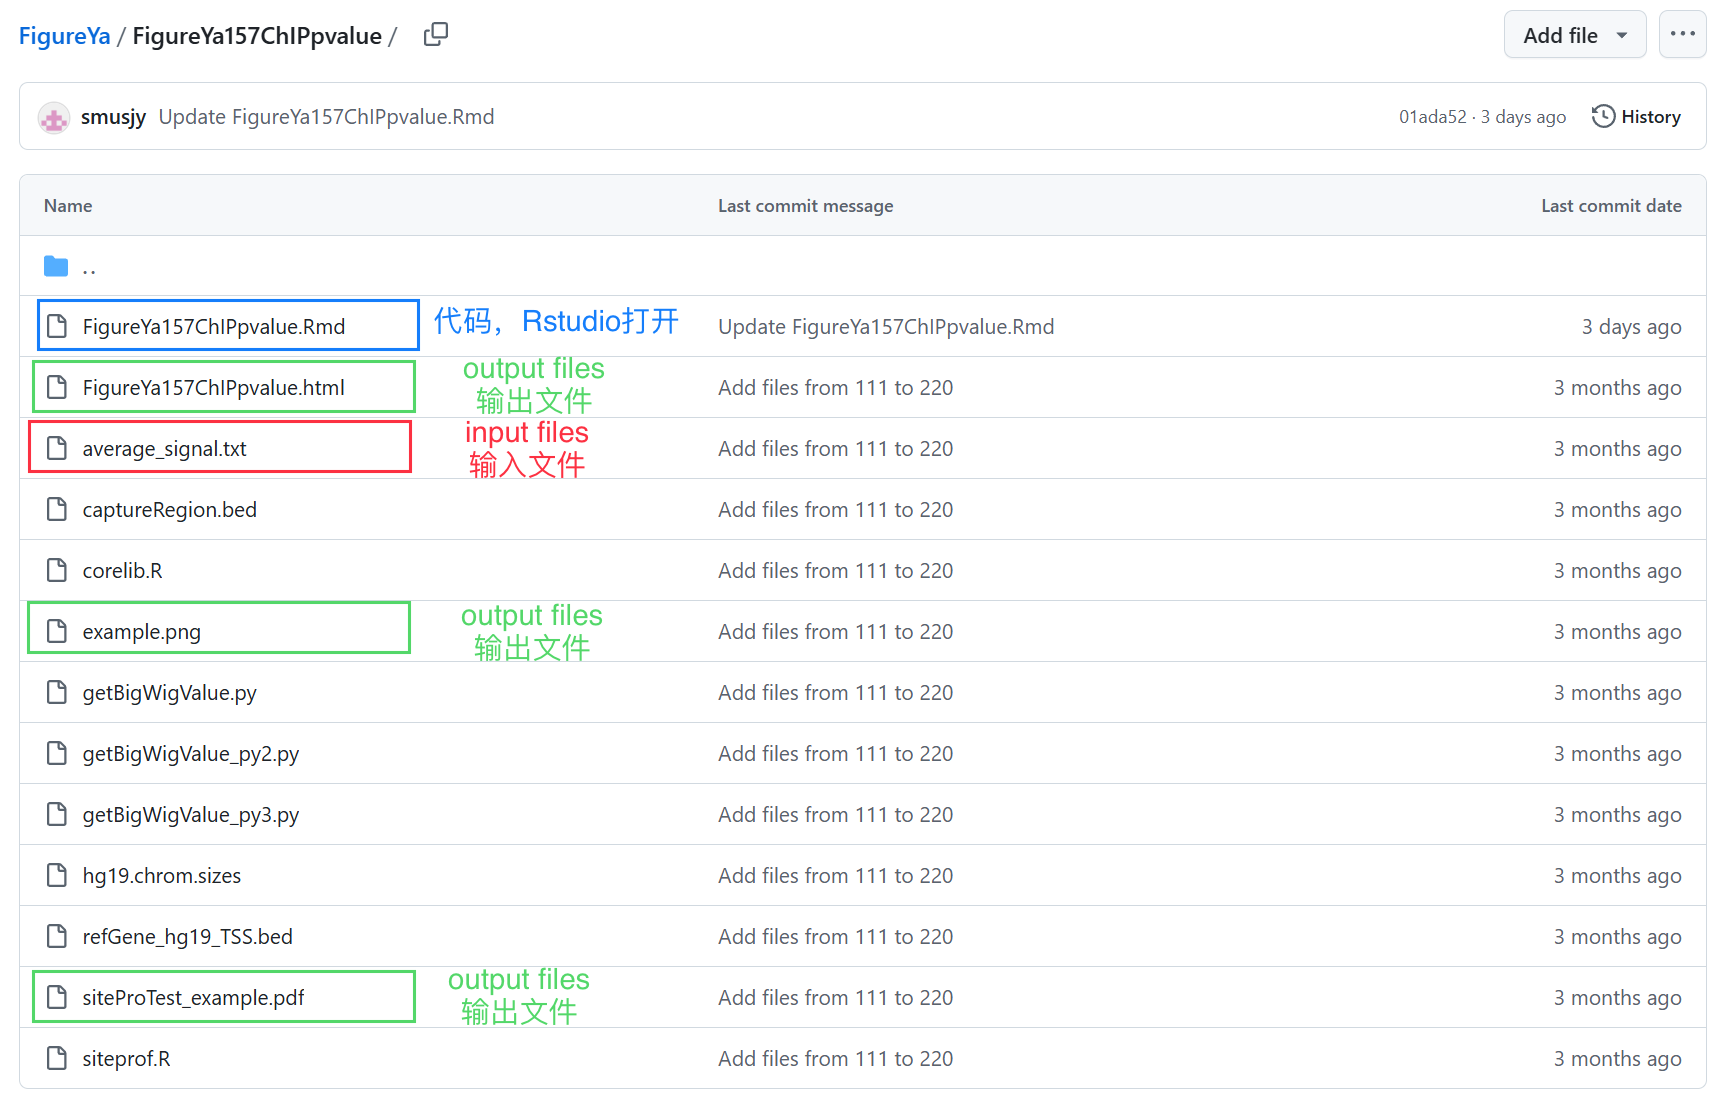 FigureYa / FigureYa157ChIPpvalue /
Add file
smusjy Update FigureYa157ChIPpvalue.Rmd
01ada52 · 3 days ago
History
Name Last commit message Last commit date
..
FigureYa157ChIPpvalue.Rmd 代码，Rstudio打开 Update FigureYa157ChIPpvalue.Rmd 3 days ago
FigureYa157ChIPpvalue.html Add files from 111 to 220 3 months ago
output files
输出文件
average_signal.txt Add files from 111 to 220 3 months ago
input files
输入文件
captureRegion.bed Add files from 111 to 220 3 months ago
corelib.R Add files from 111 to 220 3 months ago
example.png Add files from 111 to 220 3 months ago
output files
输出文件
getBigWigValue.py Add files from 111 to 220 3 months ago
getBigWigValue_py2.py Add files from 111 to 220 3 months ago
getBigWigValue_py3.py Add files from 111 to 220 3 months ago
hg19.chrom.sizes Add files from 111 to 220 3 months ago
refGene_hg19_TSS.bed Add files from 111 to 220 3 months ago
siteProTest_example.pdf Add files from 111 to 220 3 months ago
output files
输出文件
siteprof.R Add files from 111 to 220 3 months ago